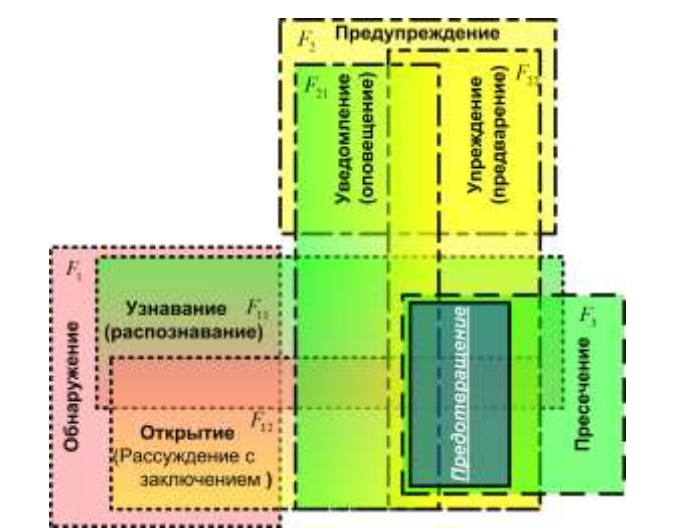 F₂ Предупреждение
F₂₁
Уведомление
(оповещение)
F₂₂
Упреждение
(предварение)
F₁
Обнаружение
Узнавание F₁₁
(распознавание)
Открытие F₁₂
(Рассуждение с
заключением )
Предотвращение
F₃
Пресечение